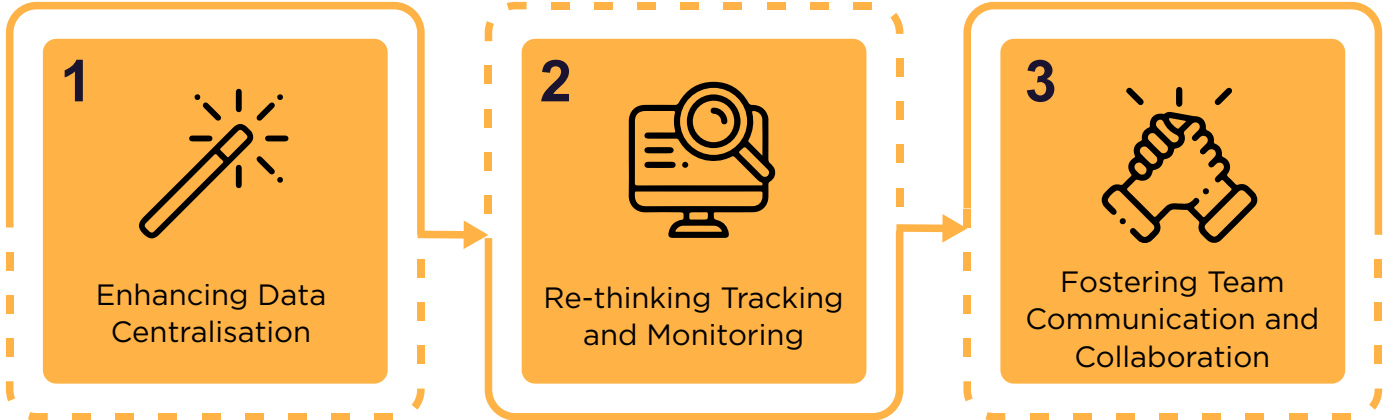 1
Enhancing Data
Centralisation
2
Re-thinking Tracking
and Monitoring
3
Fostering Team
Communication and
Collaboration